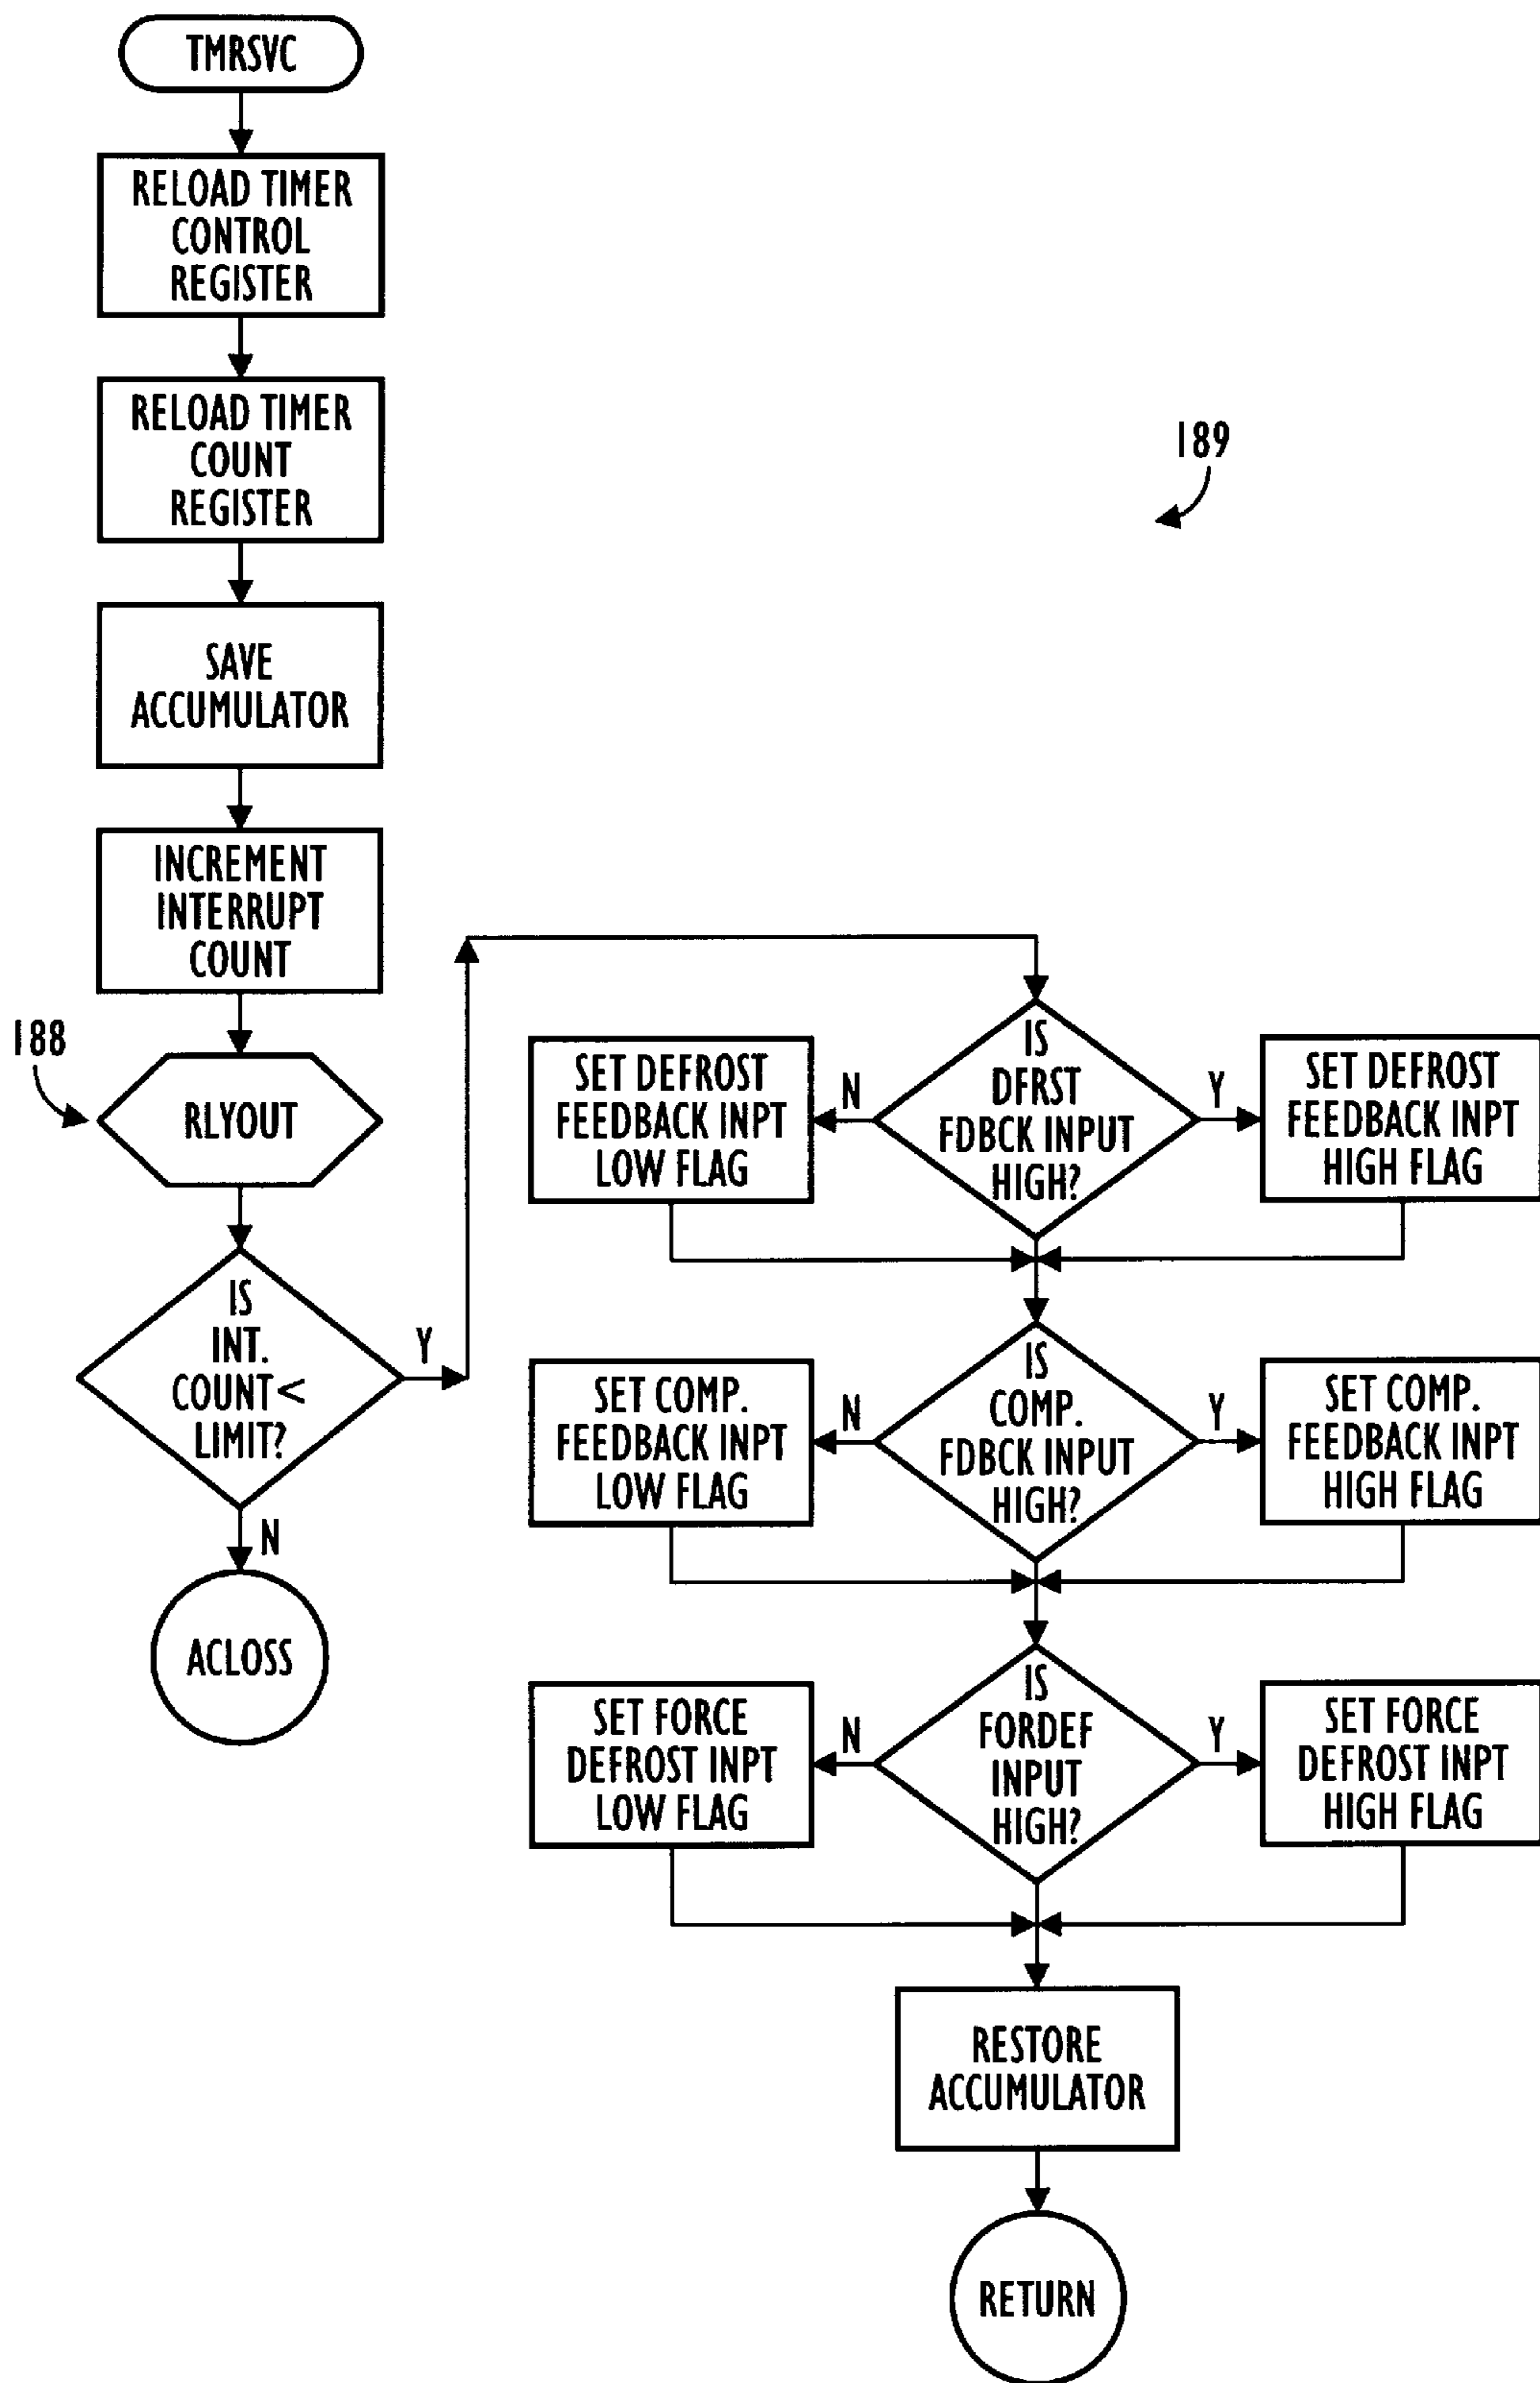 TMRSVC
RELOAD TIMER
CONTROL
REGISTER
RELOAD TIMER
COUNT
REGISTER
SAVE
ACCUMULATOR
INCREMENT
INTERRUPT
COUNT
188
RLYOUT
IS
INT.
COUNT<
LIMIT?
Y
N
ACLOSS
189
IS
DFRST
FDBCK INPUT
HIGH?
N
SET DEFROST
FEEDBACK INPT
LOW FLAG
Y
SET DEFROST
FEEDBACK INPT
HIGH FLAG
IS
COMP.
FDBCK INPUT
HIGH?
N
SET COMP.
FEEDBACK INPT
LOW FLAG
Y
SET COMP.
FEEDBACK INPT
HIGH FLAG
IS
FORDEF
INPUT
HIGH?
N
SET FORCE
DEFROST INPT
LOW FLAG
Y
SET FORCE
DEFROST INPT
HIGH FLAG
RESTORE
ACCUMULATOR
RETURN